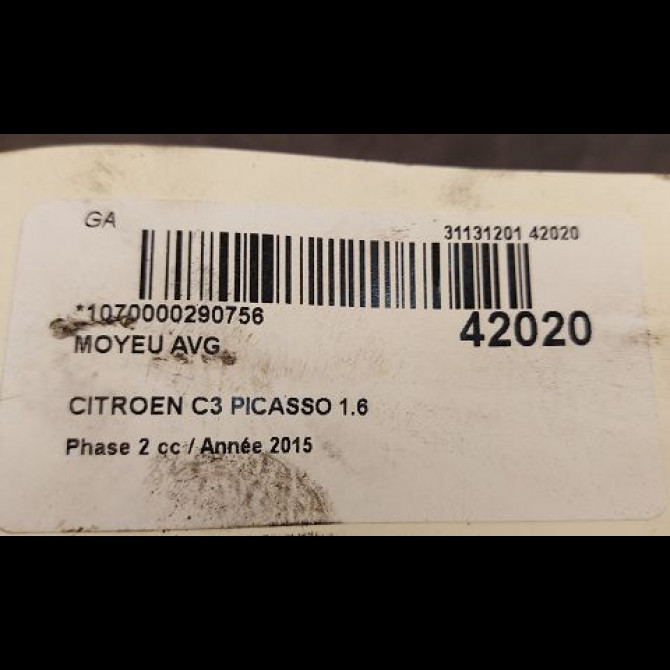 GA
31131201 42020
*1070000290756
42020
MOYEU AVG
CITROEN C3 PICASSO 1.6
Phase 2 cc / Année 2015